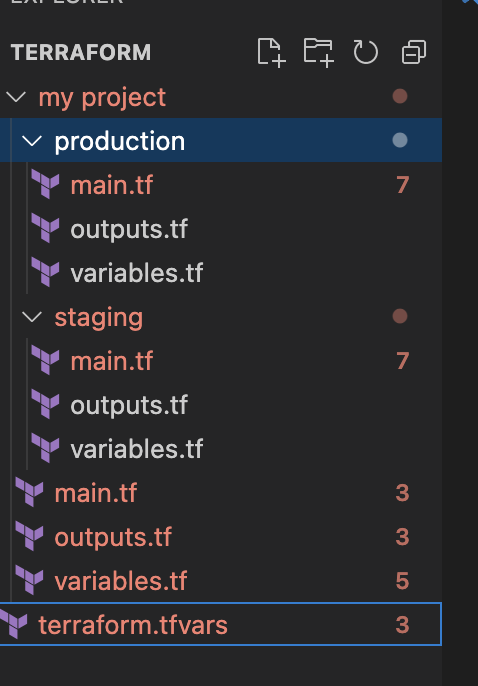 TERRAFORM
my project
production
main.tf 7
outputs.tf
variables.tf
staging
main.tf 7
outputs.tf
variables.tf
main.tf 3
outputs.tf 3
variables.tf 5
terraform.tfvars 3